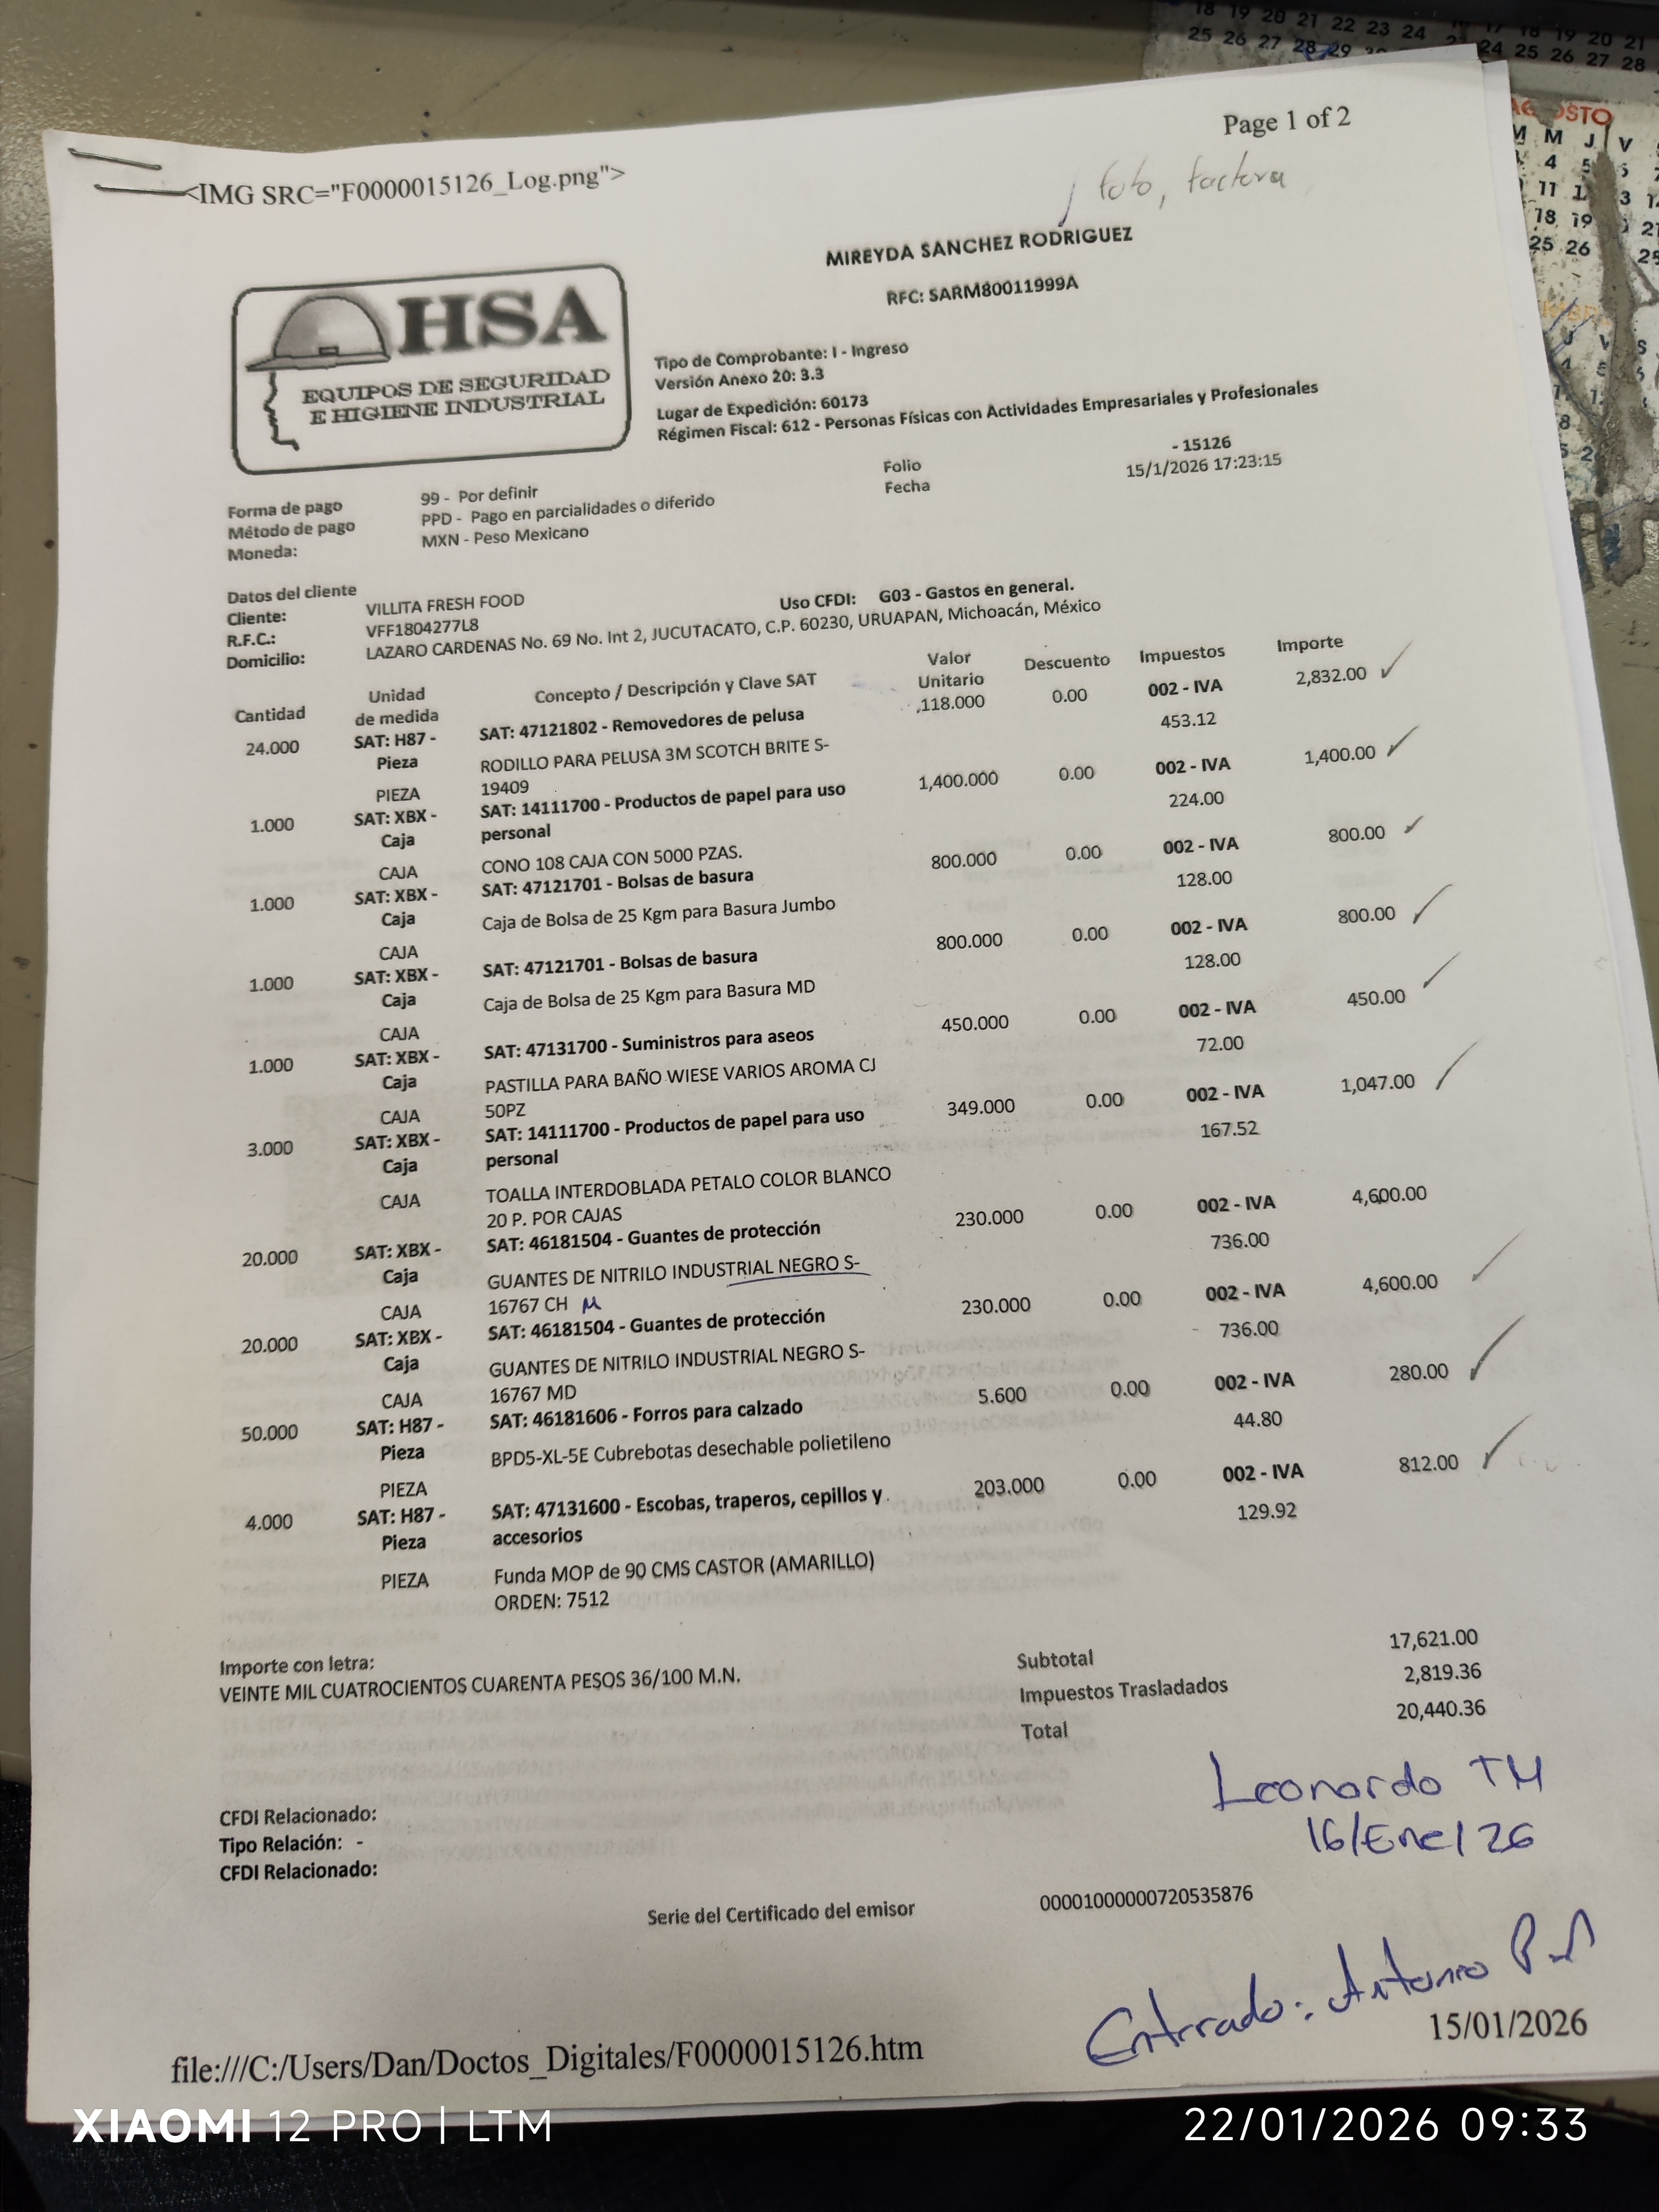 Page 1 of 2
<IMG SRC="F0000015126_Log.png">
foto, factura
MIREYDA SANCHEZ RODRIGUEZ
RFC: SARM80011999A
HSA
EQUIPOS DE SEGURIDAD
E HIGIENE INDUSTRIAL
Tipo de Comprobante: I - Ingreso
Versión Anexo 20: 3.3
Lugar de Expedición: 60173
Régimen Fiscal: 612 - Personas Físicas con Actividades Empresariales y Profesionales
Folio - 15126
Fecha 15/1/2026 17:23:15
Forma de pago 99 - Por definir
Método de pago PPD - Pago en parcialidades o diferido
Moneda: MXN - Peso Mexicano
Datos del cliente
Cliente: VILLITA FRESH FOOD Uso CFDI: G03 - Gastos en general.
R.F.C.: VFF1804277L8
Domicilio: LAZARO CARDENAS No. 69 No. Int 2, JUCUTACATO, C.P. 60230, URUAPAN, Michoacán, México
Cantidad Unidad de medida Concepto / Descripción y Clave SAT Valor Unitario Descuento Impuestos Importe
24.000 SAT: H87 - Pieza SAT: 47121802 - Removedores de pelusa 118.000 0.00 002 - IVA 2,832.00
453.12
PIEZA RODILLO PARA PELUSA 3M SCOTCH BRITE S-
19409
1.000 SAT: XBX - Caja SAT: 14111700 - Productos de papel para uso personal 1,400.000 0.00 002 - IVA 1,400.00
224.00
CAJA CONO 108 CAJA CON 5000 PZAS.
1.000 SAT: XBX - Caja SAT: 47121701 - Bolsas de basura 800.000 0.00 002 - IVA 800.00
128.00
CAJA Caja de Bolsa de 25 Kgm para Basura Jumbo
1.000 SAT: XBX - Caja SAT: 47121701 - Bolsas de basura 800.000 0.00 002 - IVA 800.00
128.00
CAJA Caja de Bolsa de 25 Kgm para Basura MD
1.000 SAT: XBX - Caja SAT: 47131700 - Suministros para aseos 450.000 0.00 002 - IVA 450.00
72.00
CAJA PASTILLA PARA BAÑO WIESE VARIOS AROMA CJ
50PZ
3.000 SAT: XBX - Caja SAT: 14111700 - Productos de papel para uso personal 349.000 0.00 002 - IVA 1,047.00
167.52
CAJA TOALLA INTERDOBLADA PETALO COLOR BLANCO
20 P. POR CAJAS
20.000 SAT: XBX - Caja SAT: 46181504 - Guantes de protección 230.000 0.00 002 - IVA 4,600.00
736.00
CAJA GUANTES DE NITRILO INDUSTRIAL NEGRO S-
16767 CH M
20.000 SAT: XBX - Caja SAT: 46181504 - Guantes de protección 230.000 0.00 002 - IVA 4,600.00
736.00
CAJA GUANTES DE NITRILO INDUSTRIAL NEGRO S-
16767 MD
50.000 SAT: H87 - Pieza SAT: 46181606 - Forros para calzado 5.600 0.00 002 - IVA 280.00
44.80
PIEZA BPD5-XL-5E Cubrebotas desechable polietileno
4.000 SAT: H87 - Pieza SAT: 47131600 - Escobas, traperos, cepillos y accesorios 203.000 0.00 002 - IVA 812.00
129.92
PIEZA Funda MOP de 90 CMS CASTOR (AMARILLO)
ORDEN: 7512
Importe con letra:
VEINTE MIL CUATROCIENTOS CUARENTA PESOS 36/100 M.N.
Subtotal 17,621.00
Impuestos Trasladados 2,819.36
Total 20,440.36
Leonardo TM
16/Ene/26
CFDI Relacionado:
Tipo Relación: -
CFDI Relacionado:
Serie del Certificado del emisor 00001000000720535876
Antonio
file:///C:/Users/Dan/Doctos_Digitales/F0000015126.htm 15/01/2026
XIAOMI 12 PRO | LTM
22/01/2026 09:33